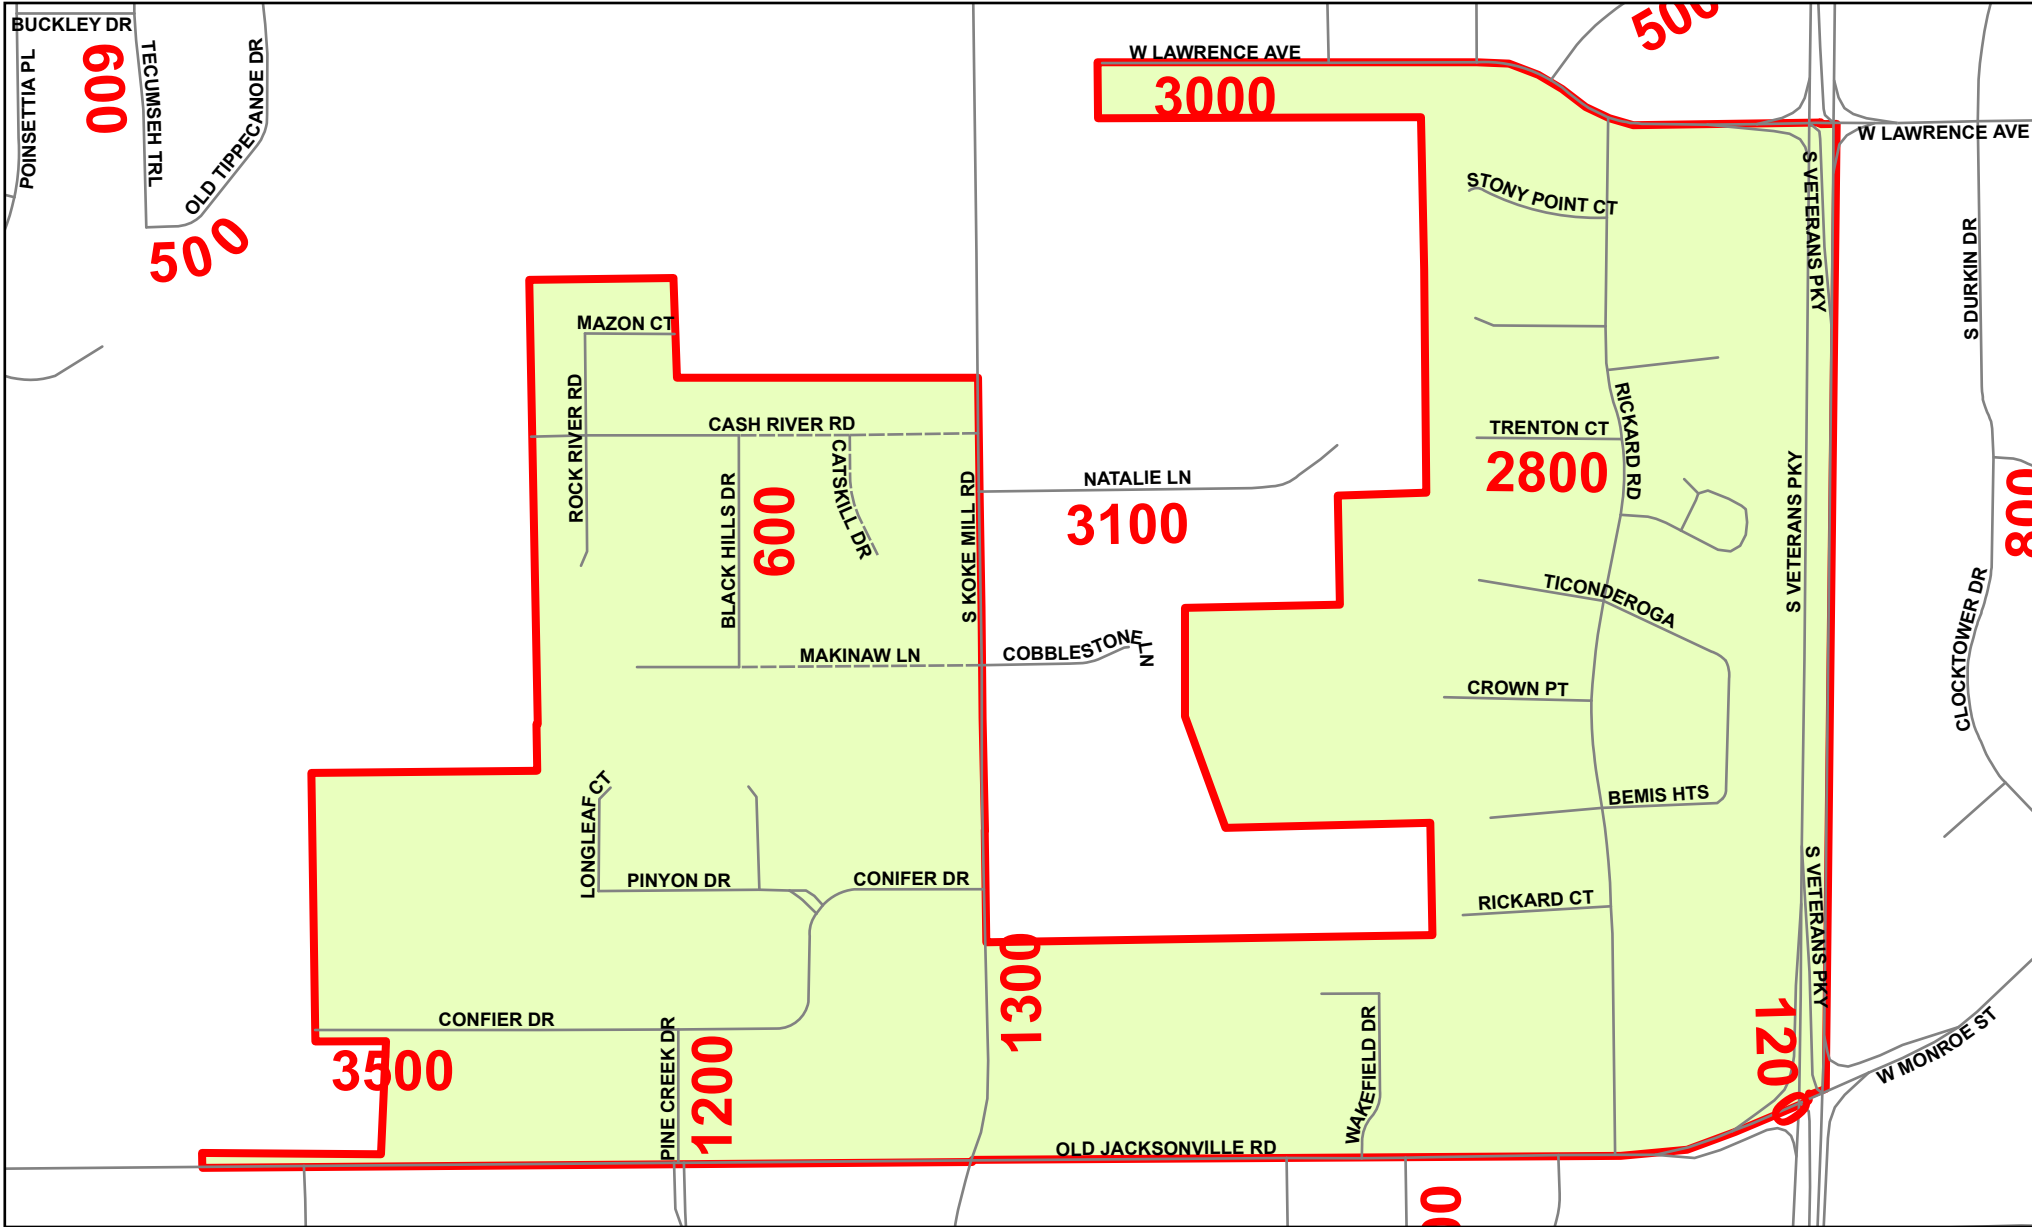 BUCKLEY DR
POINSETTIA PL
600
TECUMSEH TRL
OLD TIPPECANOE DR
500
500
W LAWRENCE AVE
3000
W LAWRENCE AVE
STONY POINT CT
S VETERANS PKY
S DURKIN DR
MAZON CT
ROCK RIVER RD
CASH RIVER RD
CATSKILL DR
BLACK HILLS DR
600
S KOKE MILL RD
NATALIE LN
3100
RICKARD RD
TRENTON CT
2800
S VETERANS PKY
800
TICONDEROGA
MAKINAW LN
COBBLESTONE LN
CROWN PT
CLOCKTOWER DR
LONGLEAF CT
BEMIS HTS
PINYON DR
CONIFER DR
RICKARD CT
S VETERANS PKY
1300
CONFIER DR
3500
PINE CREEK DR
1200
WAKEFIELD DR
1200
W MONROE ST
OLD JACKSONVILLE RD